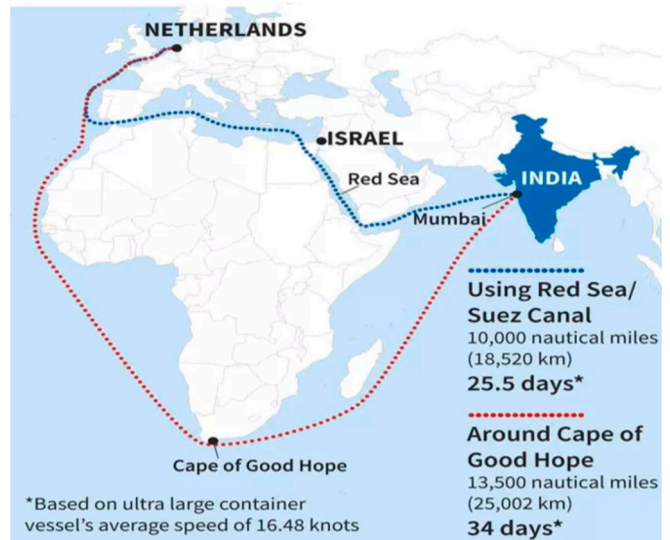 NETHERLANDS
ISRAEL
Red Sea
INDIA
Mumbai
Using Red Sea/
Suez Canal
10,000 nautical miles
(18,520 km)
25.5 days*
Around Cape of
Good Hope
13,500 nautical miles
(25,002 km)
34 days*
Cape of Good Hope
*Based on ultra large container
vessel's average speed of 16.48 knots